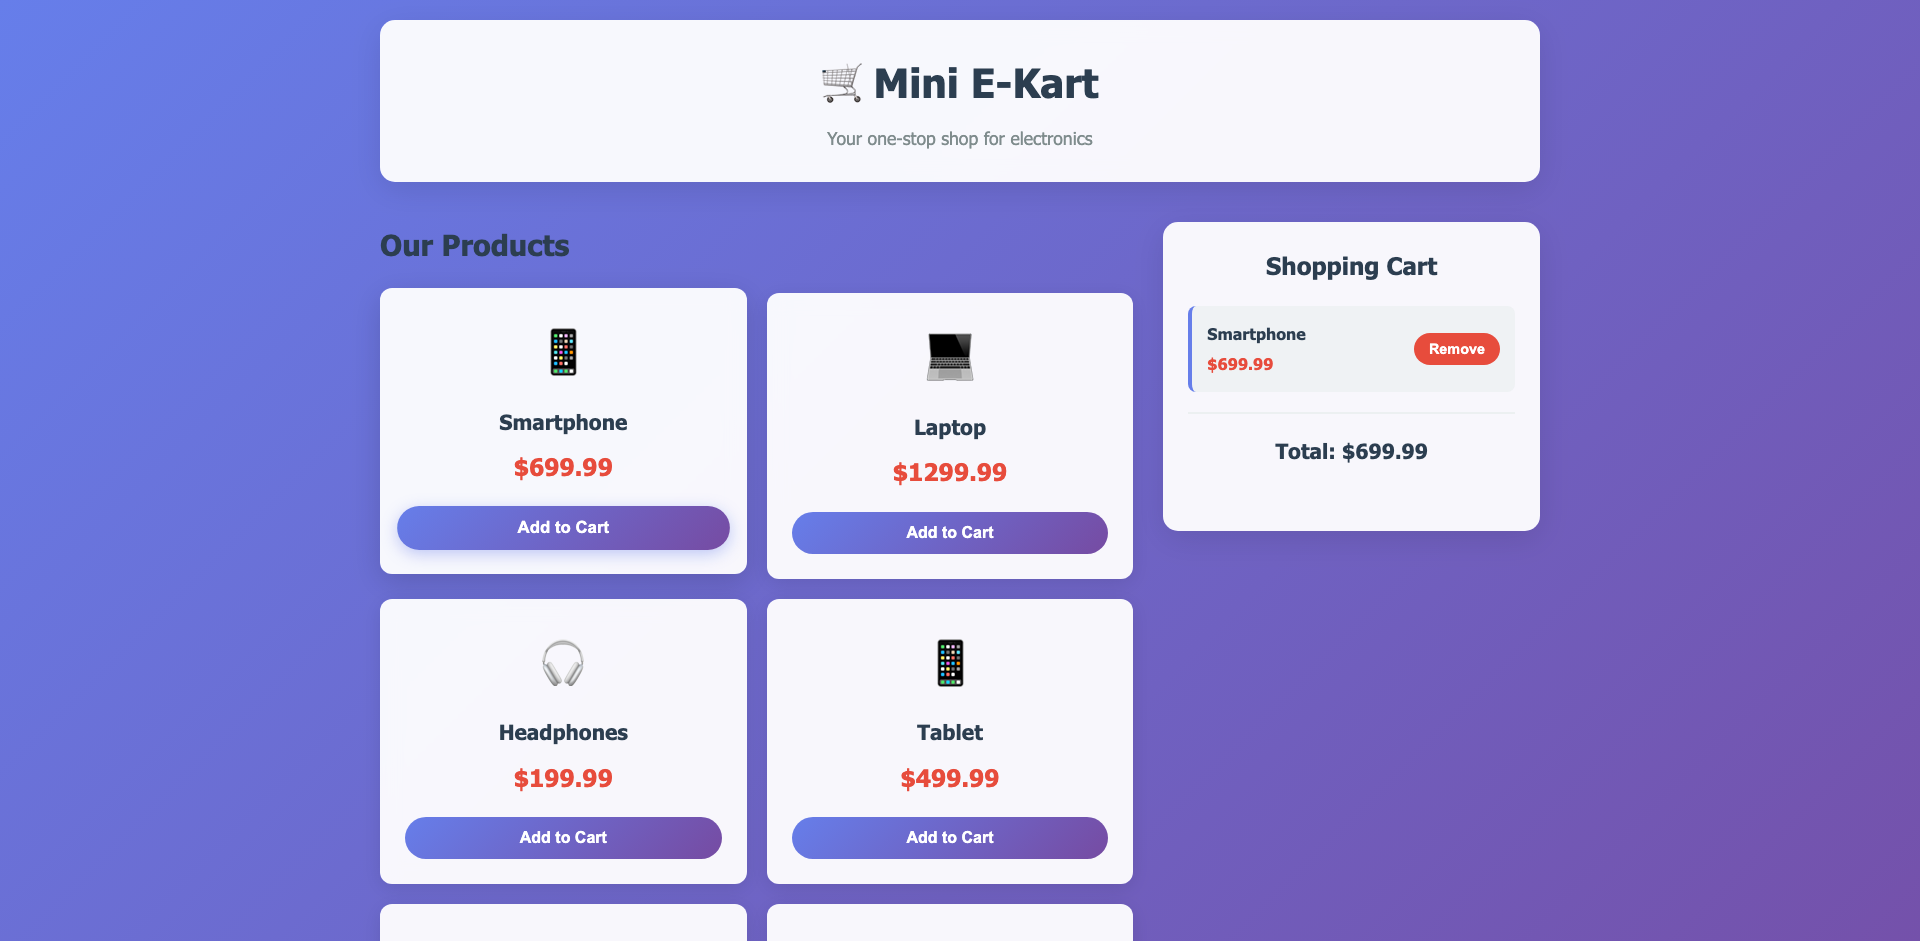 Mini E-Kart
Your one-stop shop for electronics
Our Products
Smartphone
$699.99
Add to Cart
Laptop
$1299.99
Add to Cart
Headphones
$199.99
Add to Cart
Tablet
$499.99
Add to Cart
Shopping Cart
Smartphone
$699.99
Remove
Total: $699.99